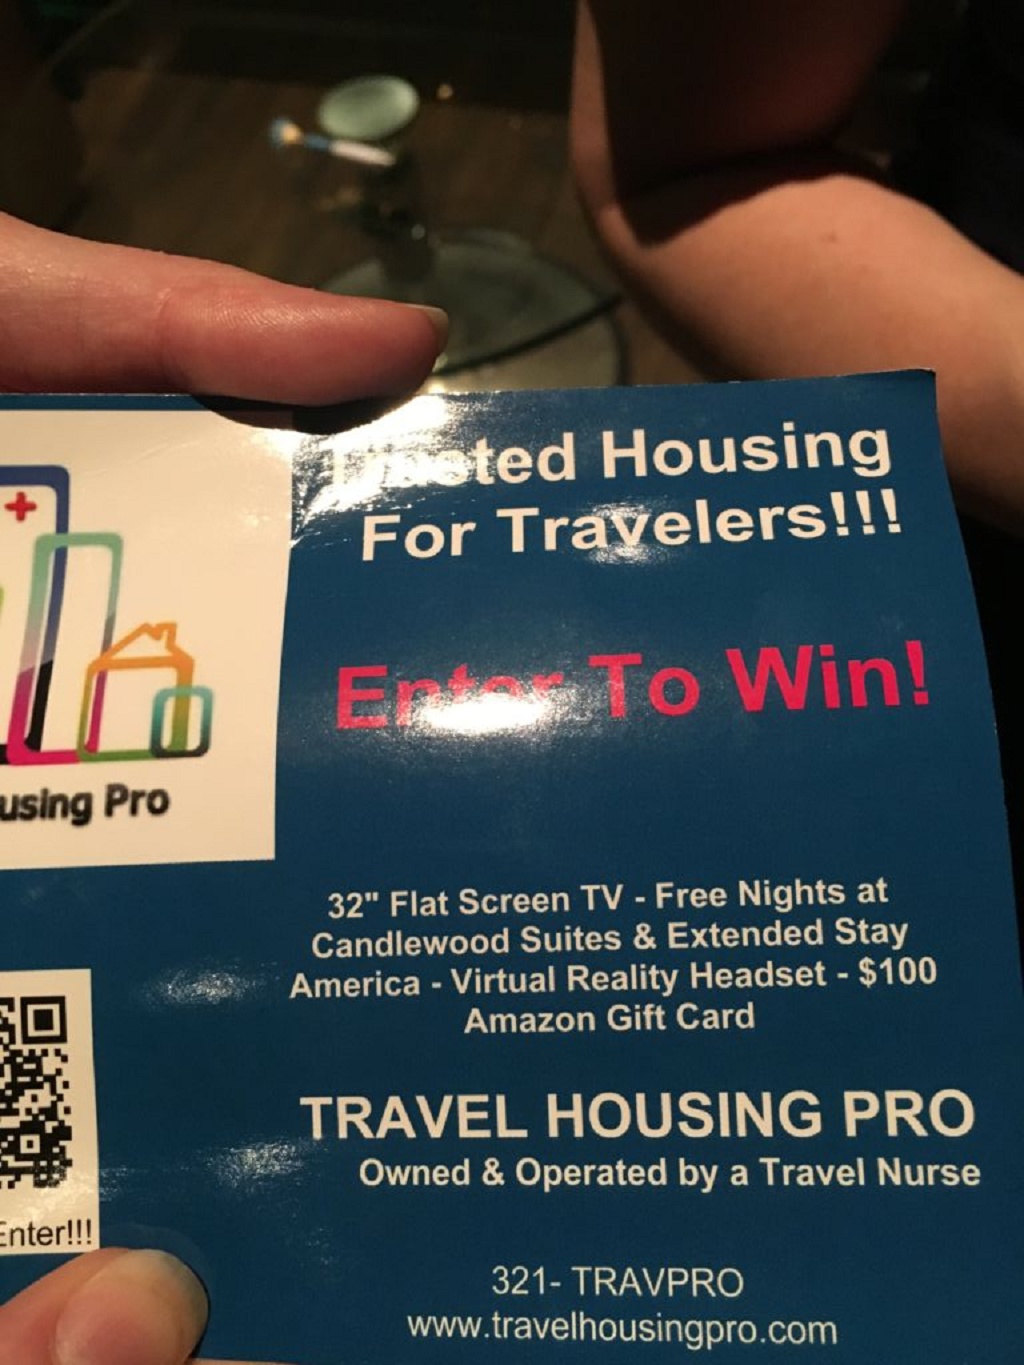 Trusted Housing
For Travelers!!!
Enter To Win!
using Pro
32" Flat Screen TV - Free Nights at
Candlewood Suites & Extended Stay
America - Virtual Reality Headset - $100
Amazon Gift Card
TRAVEL HOUSING PRO
Owned & Operated by a Travel Nurse
Enter!!!
321- TRAVPRO
www.travelhousingpro.com